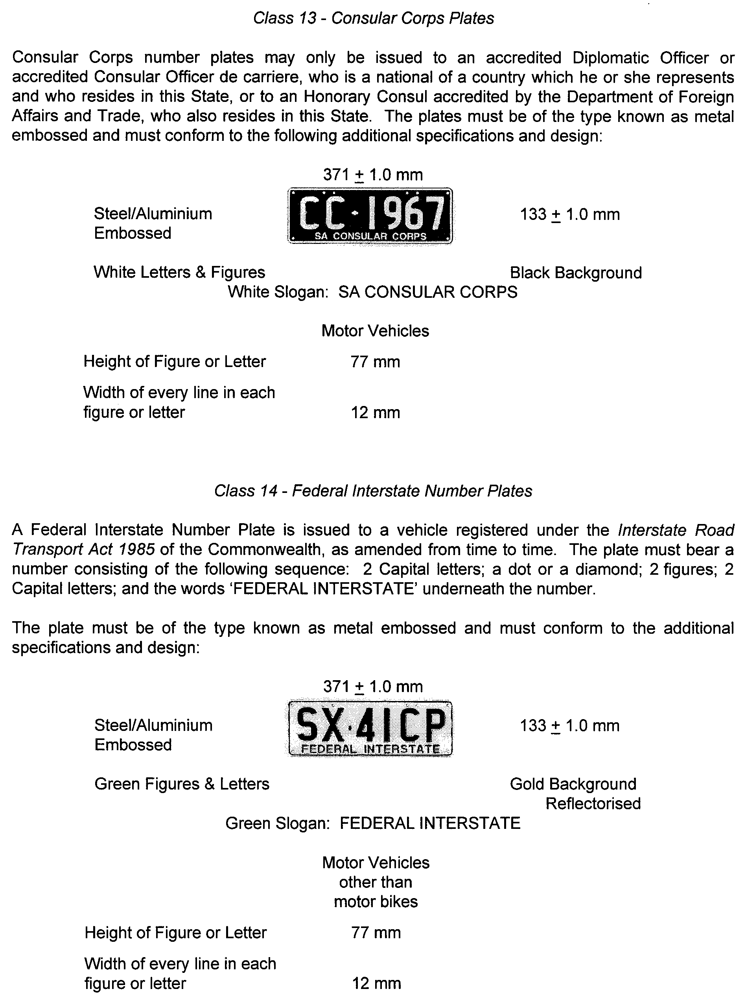 Class 13 - Consular Corps Plates
Consular Corps number plates may only be issued to an accredited Diplomatic Officer or
accredited Consular Officer de carriere, who is a national of a country which he or she represents
and who resides in this State, or to an Honorary Consul accredited by the Department of Foreign
Affairs and Trade, who also resides in this State. The plates must be of the type known as metal
embossed and must conform to the following additional specifications and design:
371 ± 1.0 mm
Steel/Aluminium
Embossed
CC·1967
SA CONSULAR CORPS
133 ± 1.0 mm
White Letters & Figures
Black Background
White Slogan: SA CONSULAR CORPS
Motor Vehicles
Height of Figure or Letter 77 mm
Width of every line in each
figure or letter 12 mm
Class 14 - Federal Interstate Number Plates
A Federal Interstate Number Plate is issued to a vehicle registered under the Interstate Road
Transport Act 1985 of the Commonwealth, as amended from time to time. The plate must bear a
number consisting of the following sequence: 2 Capital letters; a dot or a diamond; 2 figures; 2
Capital letters; and the words ‘FEDERAL INTERSTATE’ underneath the number.
The plate must be of the type known as metal embossed and must conform to the additional
specifications and design:
371 ± 1.0 mm
Steel/Aluminium
Embossed
SX·41CP
FEDERAL INTERSTATE
133 ± 1.0 mm
Green Figures & Letters
Gold Background
Reflectorised
Green Slogan: FEDERAL INTERSTATE
Motor Vehicles
other than
motor bikes
Height of Figure or Letter 77 mm
Width of every line in each
figure or letter 12 mm